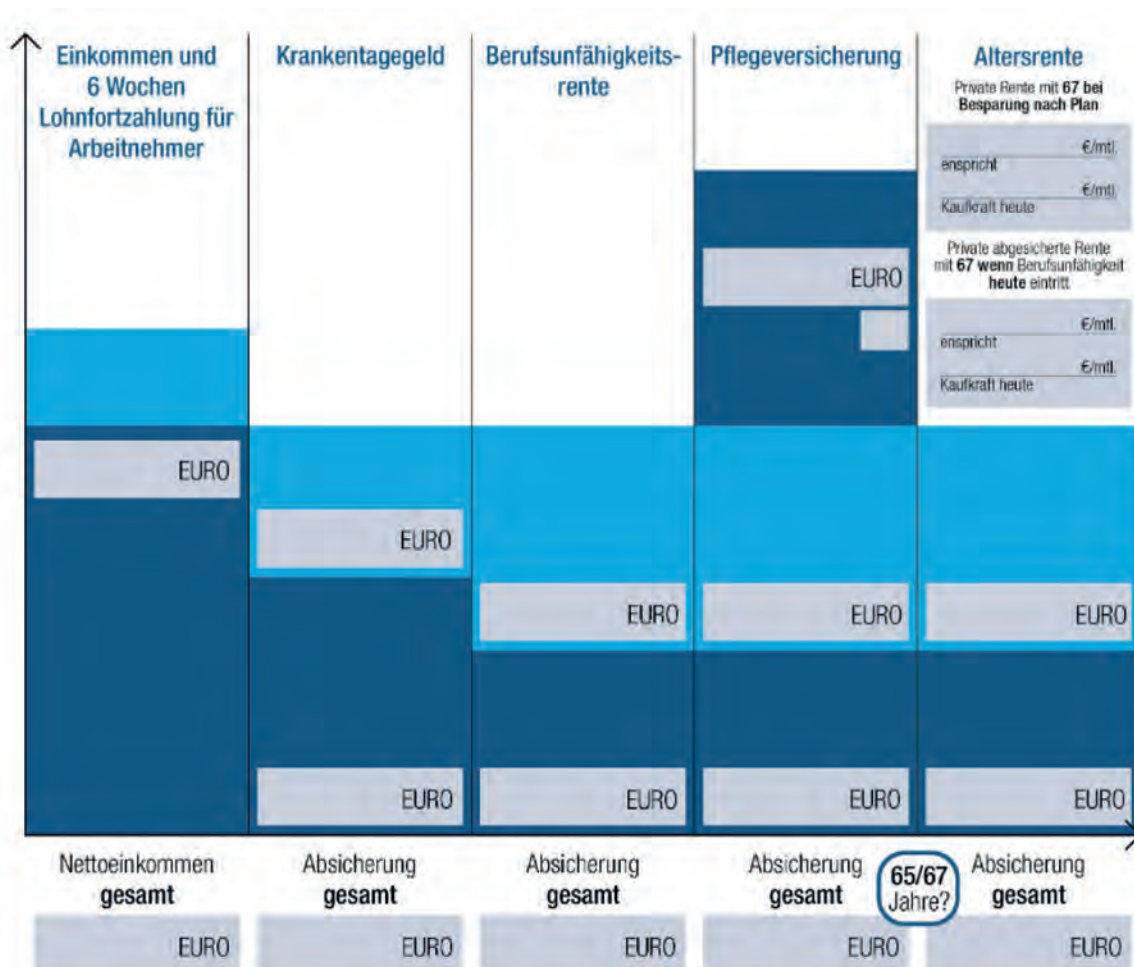 Einkommen und
6 Wochen
Lohnfortzahlung für
Arbeitnehmer
Krankentagegeld
Berufsunfähigkeits-
rente
Pflegeversicherung
Altersrente
Private Rente mit 67 bei
Besparung nach Plan
€/mtl.
enspricht
€/mtl.
Kaufkraft heute
Private abgesicherte Rente
mit 67 wenn Berufsunfähigkeit
heute eintritt
€/mtl.
enspricht
€/mtl.
Kaufkraft heute
EURO
EURO
EURO
EURO
EURO
EURO
EURO
EURO
EURO
EURO
Nettoeinkommen
gesamt
Absicherung
gesamt
Absicherung
gesamt
Absicherung
gesamt
65/67
Jahre?
Absicherung
gesamt
EURO
EURO
EURO
EURO
EURO